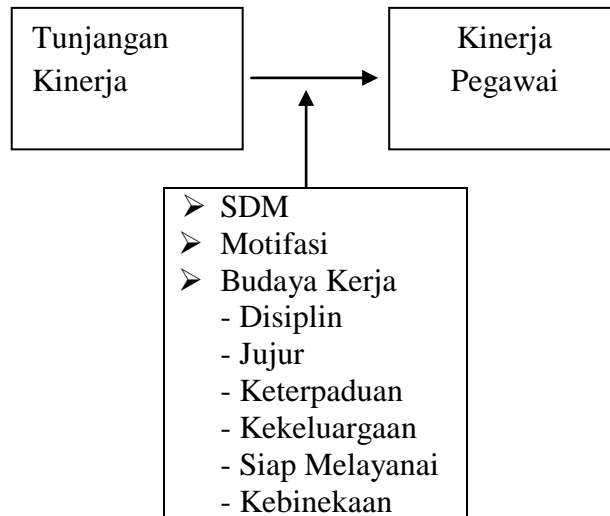 Tunjangan
Kinerja
Kinerja
Pegawai
➢ SDM
➢ Motifasi
➢ Budaya Kerja
- Disiplin
- Jujur
- Keterpaduan
- Kekeluargaan
- Siap Melayanai
- Kebinekaan